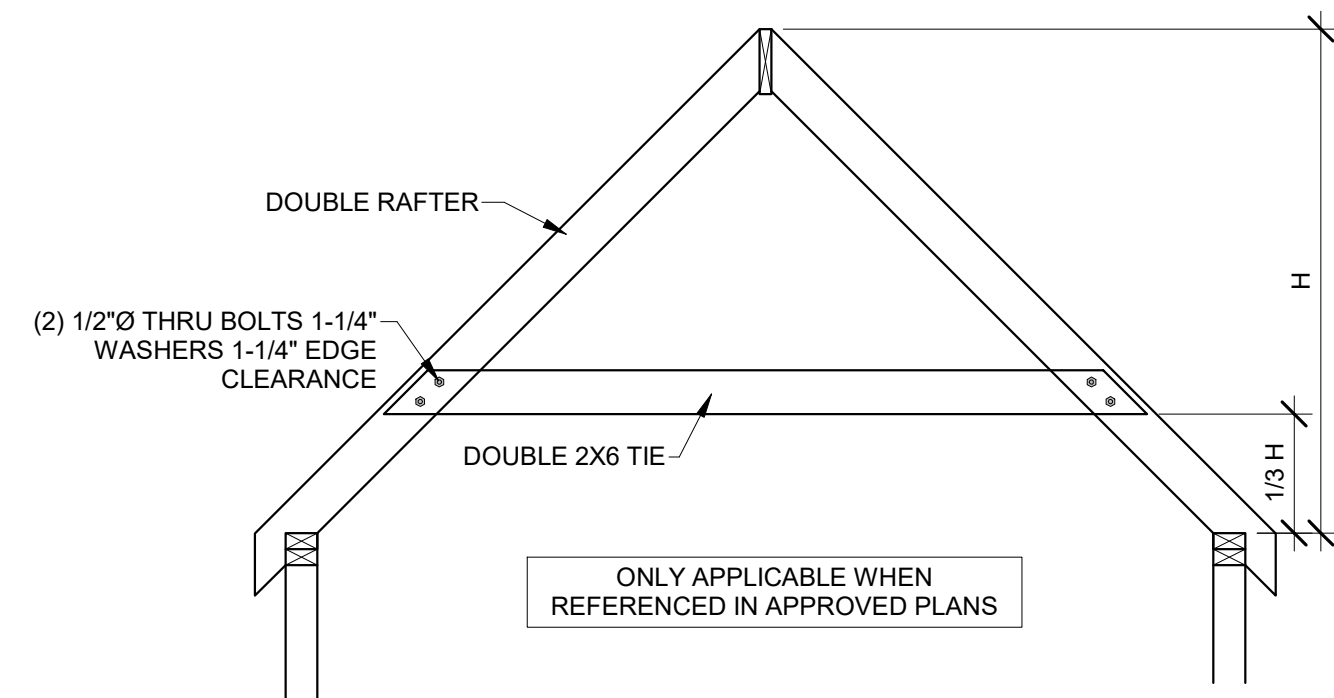 DOUBLE RAFTER
(2) 1/2"Ø THRU BOLTS 1-1/4"
WASHERS 1-1/4" EDGE
CLEARANCE
DOUBLE 2X6 TIE
H
1/3 H
ONLY APPLICABLE WHEN
REFERENCED IN APPROVED PLANS